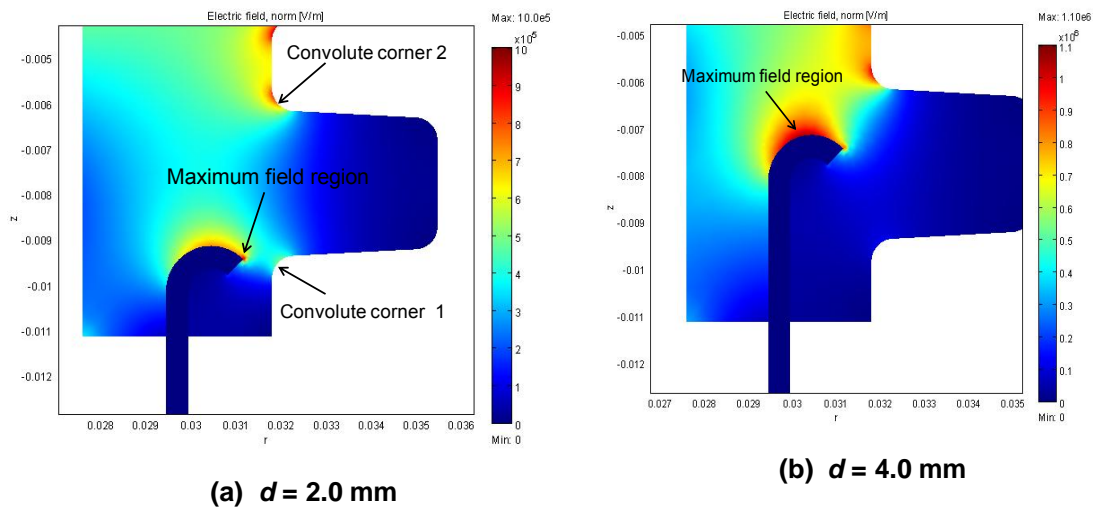 Electric field, norm [V/m]
Max: 10.0e5
x10⁵
10
9
8
7
6
5
4
3
2
1
0
Min: 0
-0.005
-0.006
-0.007
-0.008
-0.009
-0.01
-0.011
-0.012
z
0.028 0.029 0.03 0.031 0.032 0.033 0.034 0.035 0.036
r
Convolute corner 2
Maximum field region
Convolute corner 1
(a) d = 2.0 mm
Electric field, norm [V/m]
Max: 1.10e6
x10⁶
1.1
1
0.9
0.8
0.7
0.6
0.5
0.4
0.3
0.2
0.1
0
Min: 0
-0.005
-0.006
-0.007
-0.008
-0.009
-0.01
-0.011
-0.012
z
0.027 0.028 0.029 0.03 0.031 0.032 0.033 0.034 0.035
r
Maximum field region
(b) d = 4.0 mm